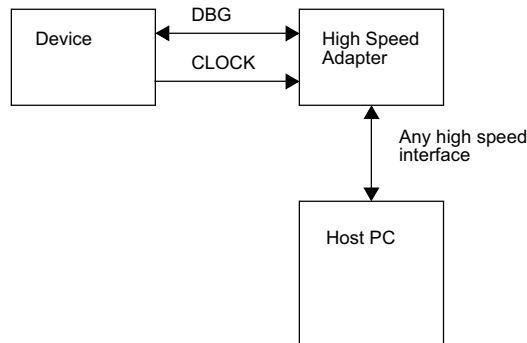 DBG
Device
High Speed
Adapter
CLOCK
Any high speed
interface
Host PC